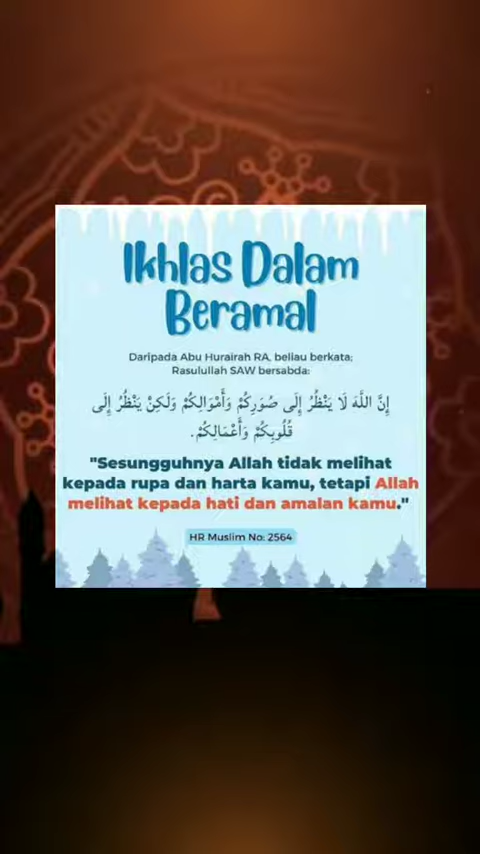 Ikhlas Dalam
Beramal
Daripada Abu Hurairah RA, beliau berkata;
Rasulullah SAW bersabda:
إِنَّ اللَّهَ لَا يَنْظُرُ إِلَى صُوَرِكُمْ وَأَمْوَالِكُمْ وَلَكِنْ يَنْظُرُ إِلَى
قُلُوبِكُمْ وَأَعْمَالِكُمْ.
"Sesungguhnya Allah tidak melihat
kepada rupa dan harta kamu, tetapi Allah
melihat kepada hati dan amalan kamu."
HR Muslim No: 2564